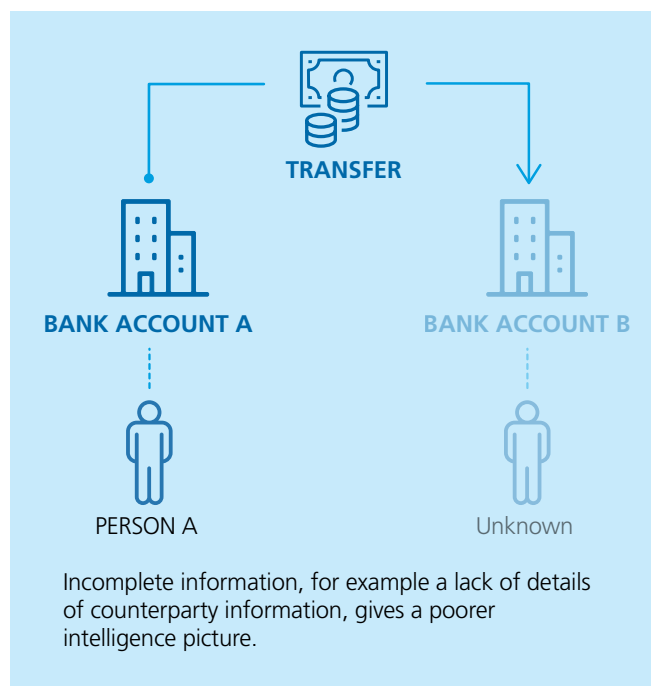 TRANSFER
BANK ACCOUNT A
BANK ACCOUNT B
PERSON A
Unknown
Incomplete information, for example a lack of details
of counterparty information, gives a poorer
intelligence picture.